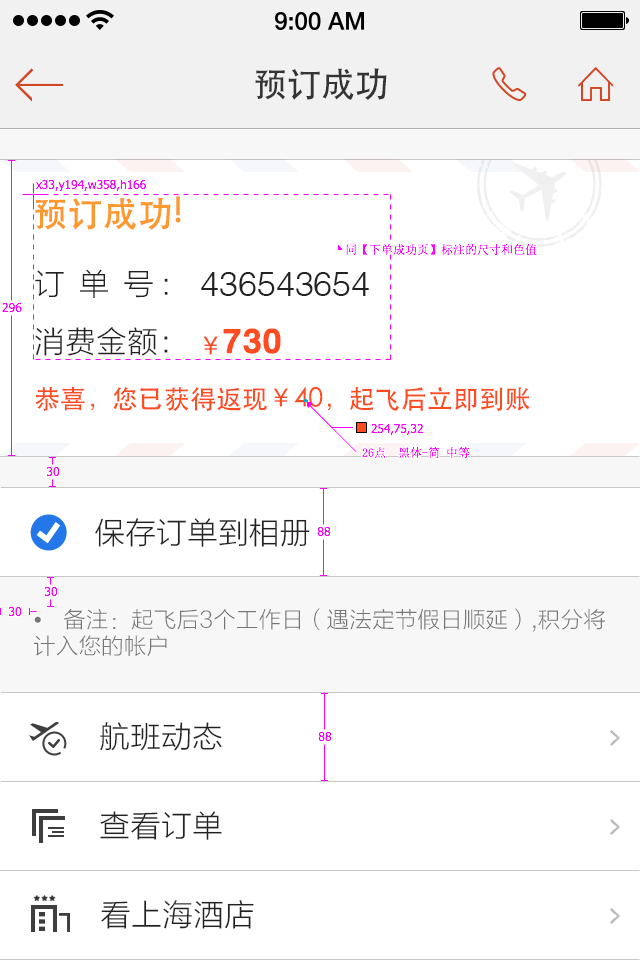 9:00 AM
预订成功
x33,y194,w358,h166
预订成功!
同【下单成功页】标注的尺寸和色值
订 单 号： 436543654
296
消费金额： ￥730
恭喜，您已获得返现￥40，起飞后立即到账
254,75,32
26点 黑体-简 中等
30
保存订单到相册
88
30
30
• 备注：起飞后3个工作日（遇法定节假日顺延）,积分将
计入您的帐户
航班动态
88
查看订单
看上海酒店